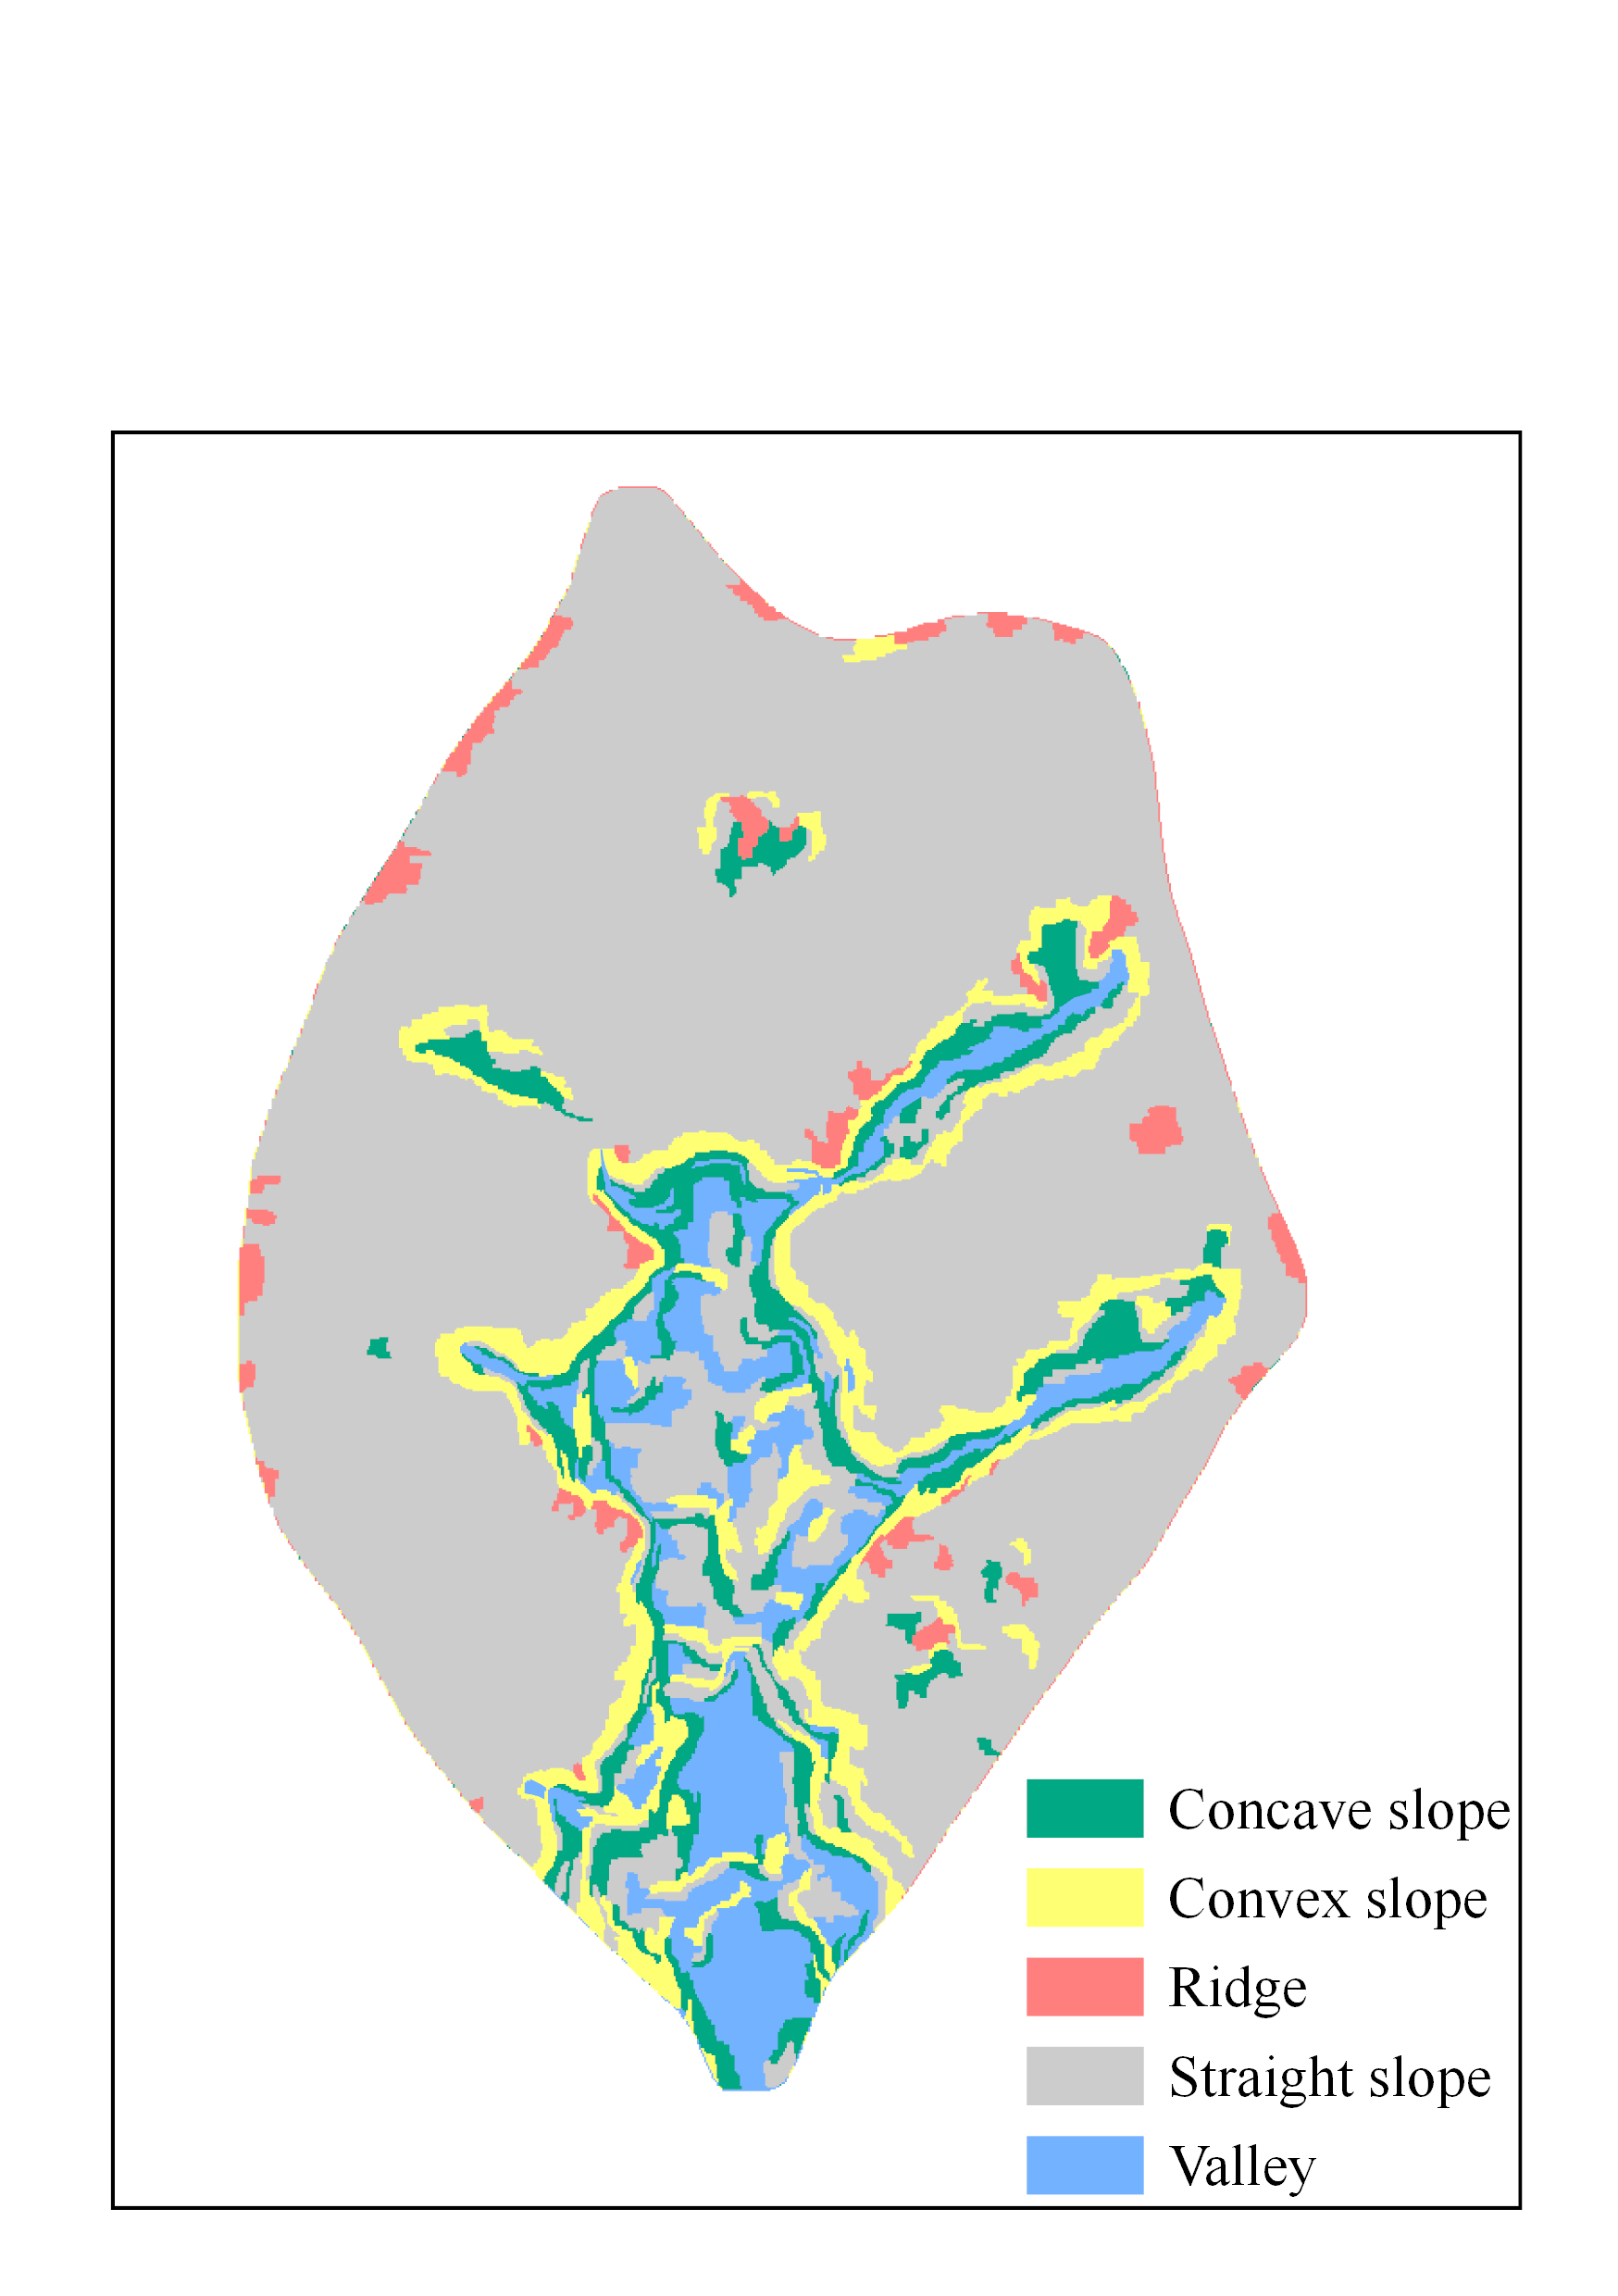 Concave slope
Convex slope
Ridge
Straight slope
Valley